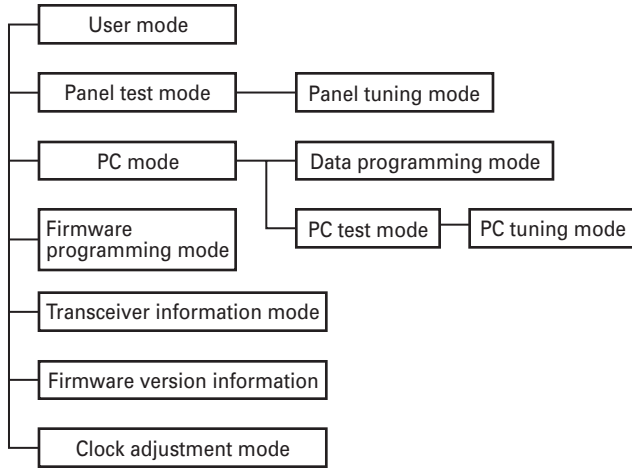 User mode
Panel test mode
Panel tuning mode
PC mode
Data programming mode
Firmware
programming mode
PC test mode
PC tuning mode
Transceiver information mode
Firmware version information
Clock adjustment mode